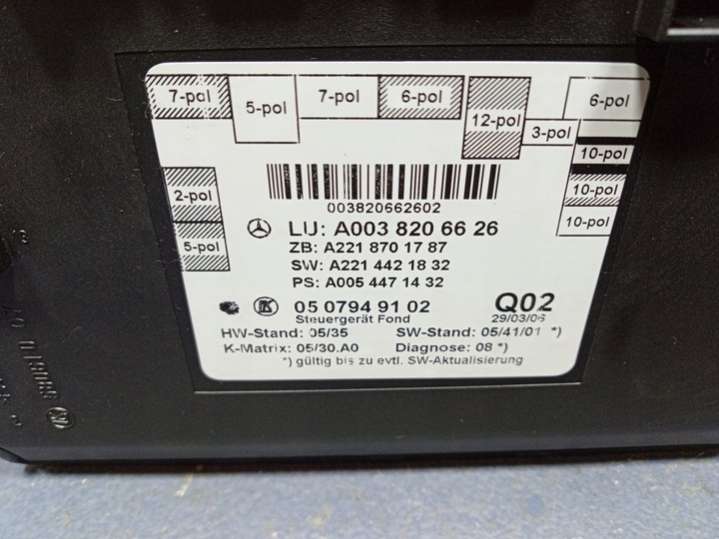 7-pol 5-pol 7-pol 6-pol 12-pol 3-pol 6-pol
10-pol
2-pol
10-pol
5-pol
10-pol
003820662602
LU: A003 820 66 26
ZB: A221 870 17 87
SW: A221 442 18 32
PS: A005 447 14 32
05 0794 91 02
Q02
Steuergerät Fond
29/03/06
HW-Stand: 05/35 SW-Stand: 05/41/01 *)
K-Matrix: 05/30.A0 Diagnose: 08 *)
*) gültig bis zu evtl. SW-Aktualisierung